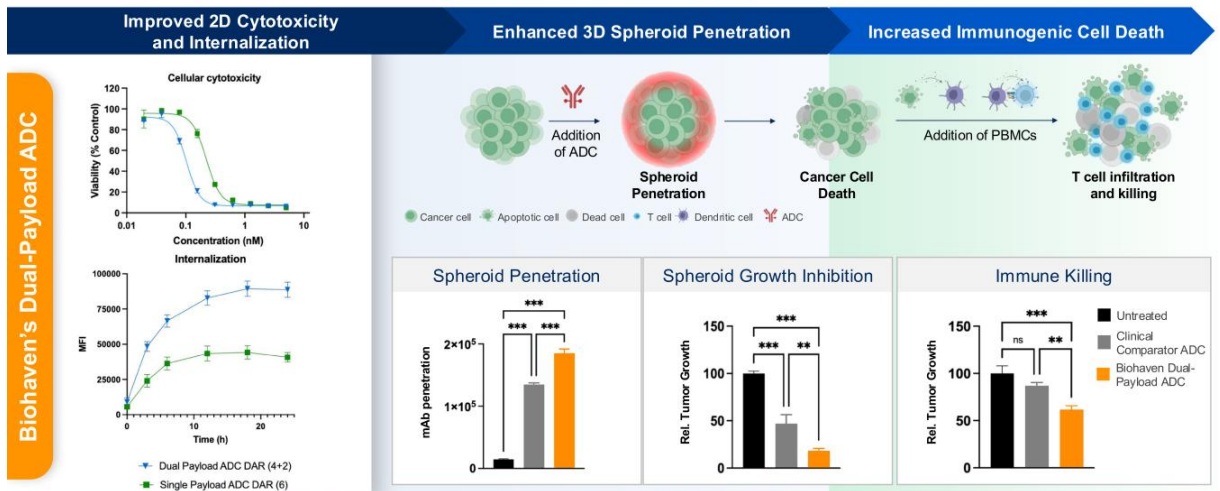 Improved 2D Cytotoxicity
and Internalization
Enhanced 3D Spheroid Penetration
Increased Immunogenic Cell Death
Biohaven's Dual-Payload ADC
Cellular cytotoxicity
Viability (% Control)
120
100
80
60
40
20
0
0.01
0.1
1
10
Concentration (nM)
Internalization
MFI
100000
75000
50000
25000
0
0
10
20
Time (h)
Dual Payload ADC DAR (4+2)
Single Payload ADC DAR (6)
Addition
of ADC
Spheroid
Penetration
Cancer Cell
Death
Addition of PBMCs
T cell infiltration
and killing
Cancer cell
Apoptotic cell
Dead cell
T cell
Dendritic cell
ADC
Spheroid Penetration
mAb penetration
2×10⁵
1×10⁵
0
***
***
***
Spheroid Growth Inhibition
Rel. Tumor Growth
150
100
50
0
***
***
**
Immune Killing
Rel. Tumor Growth
150
100
50
0
***
ns
**
Untreated
Clinical
Comparator ADC
Biohaven Dual-
Payload ADC